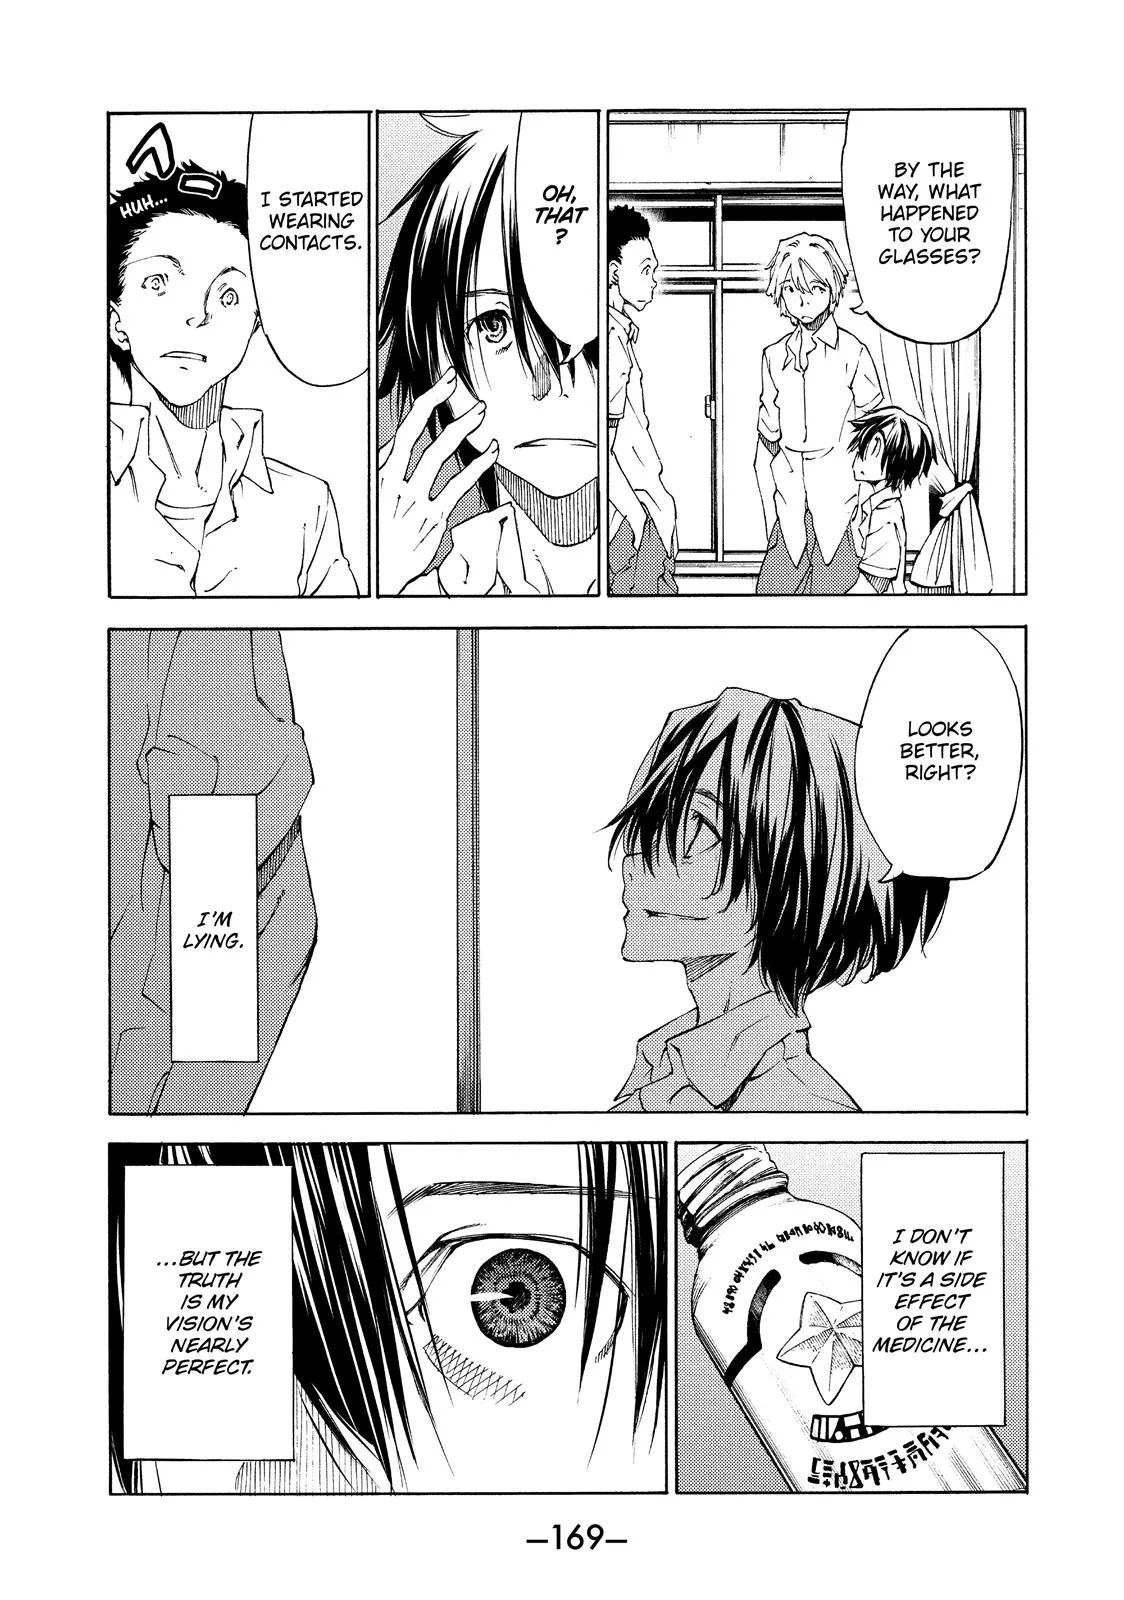 BY THE
WAY, WHAT
HAPPENED
TO YOUR
GLASSES?
OH,
THAT
?
I STARTED
WEARING
CONTACTS.
HUH...
LOOKS
BETTER,
RIGHT?
I'M
LYING.
I DON'T
KNOW IF
IT'S A SIDE
EFFECT
OF THE
MEDICINE...
...BUT THE
TRUTH
IS MY
VISION'S
NEARLY
PERFECT.
—169—